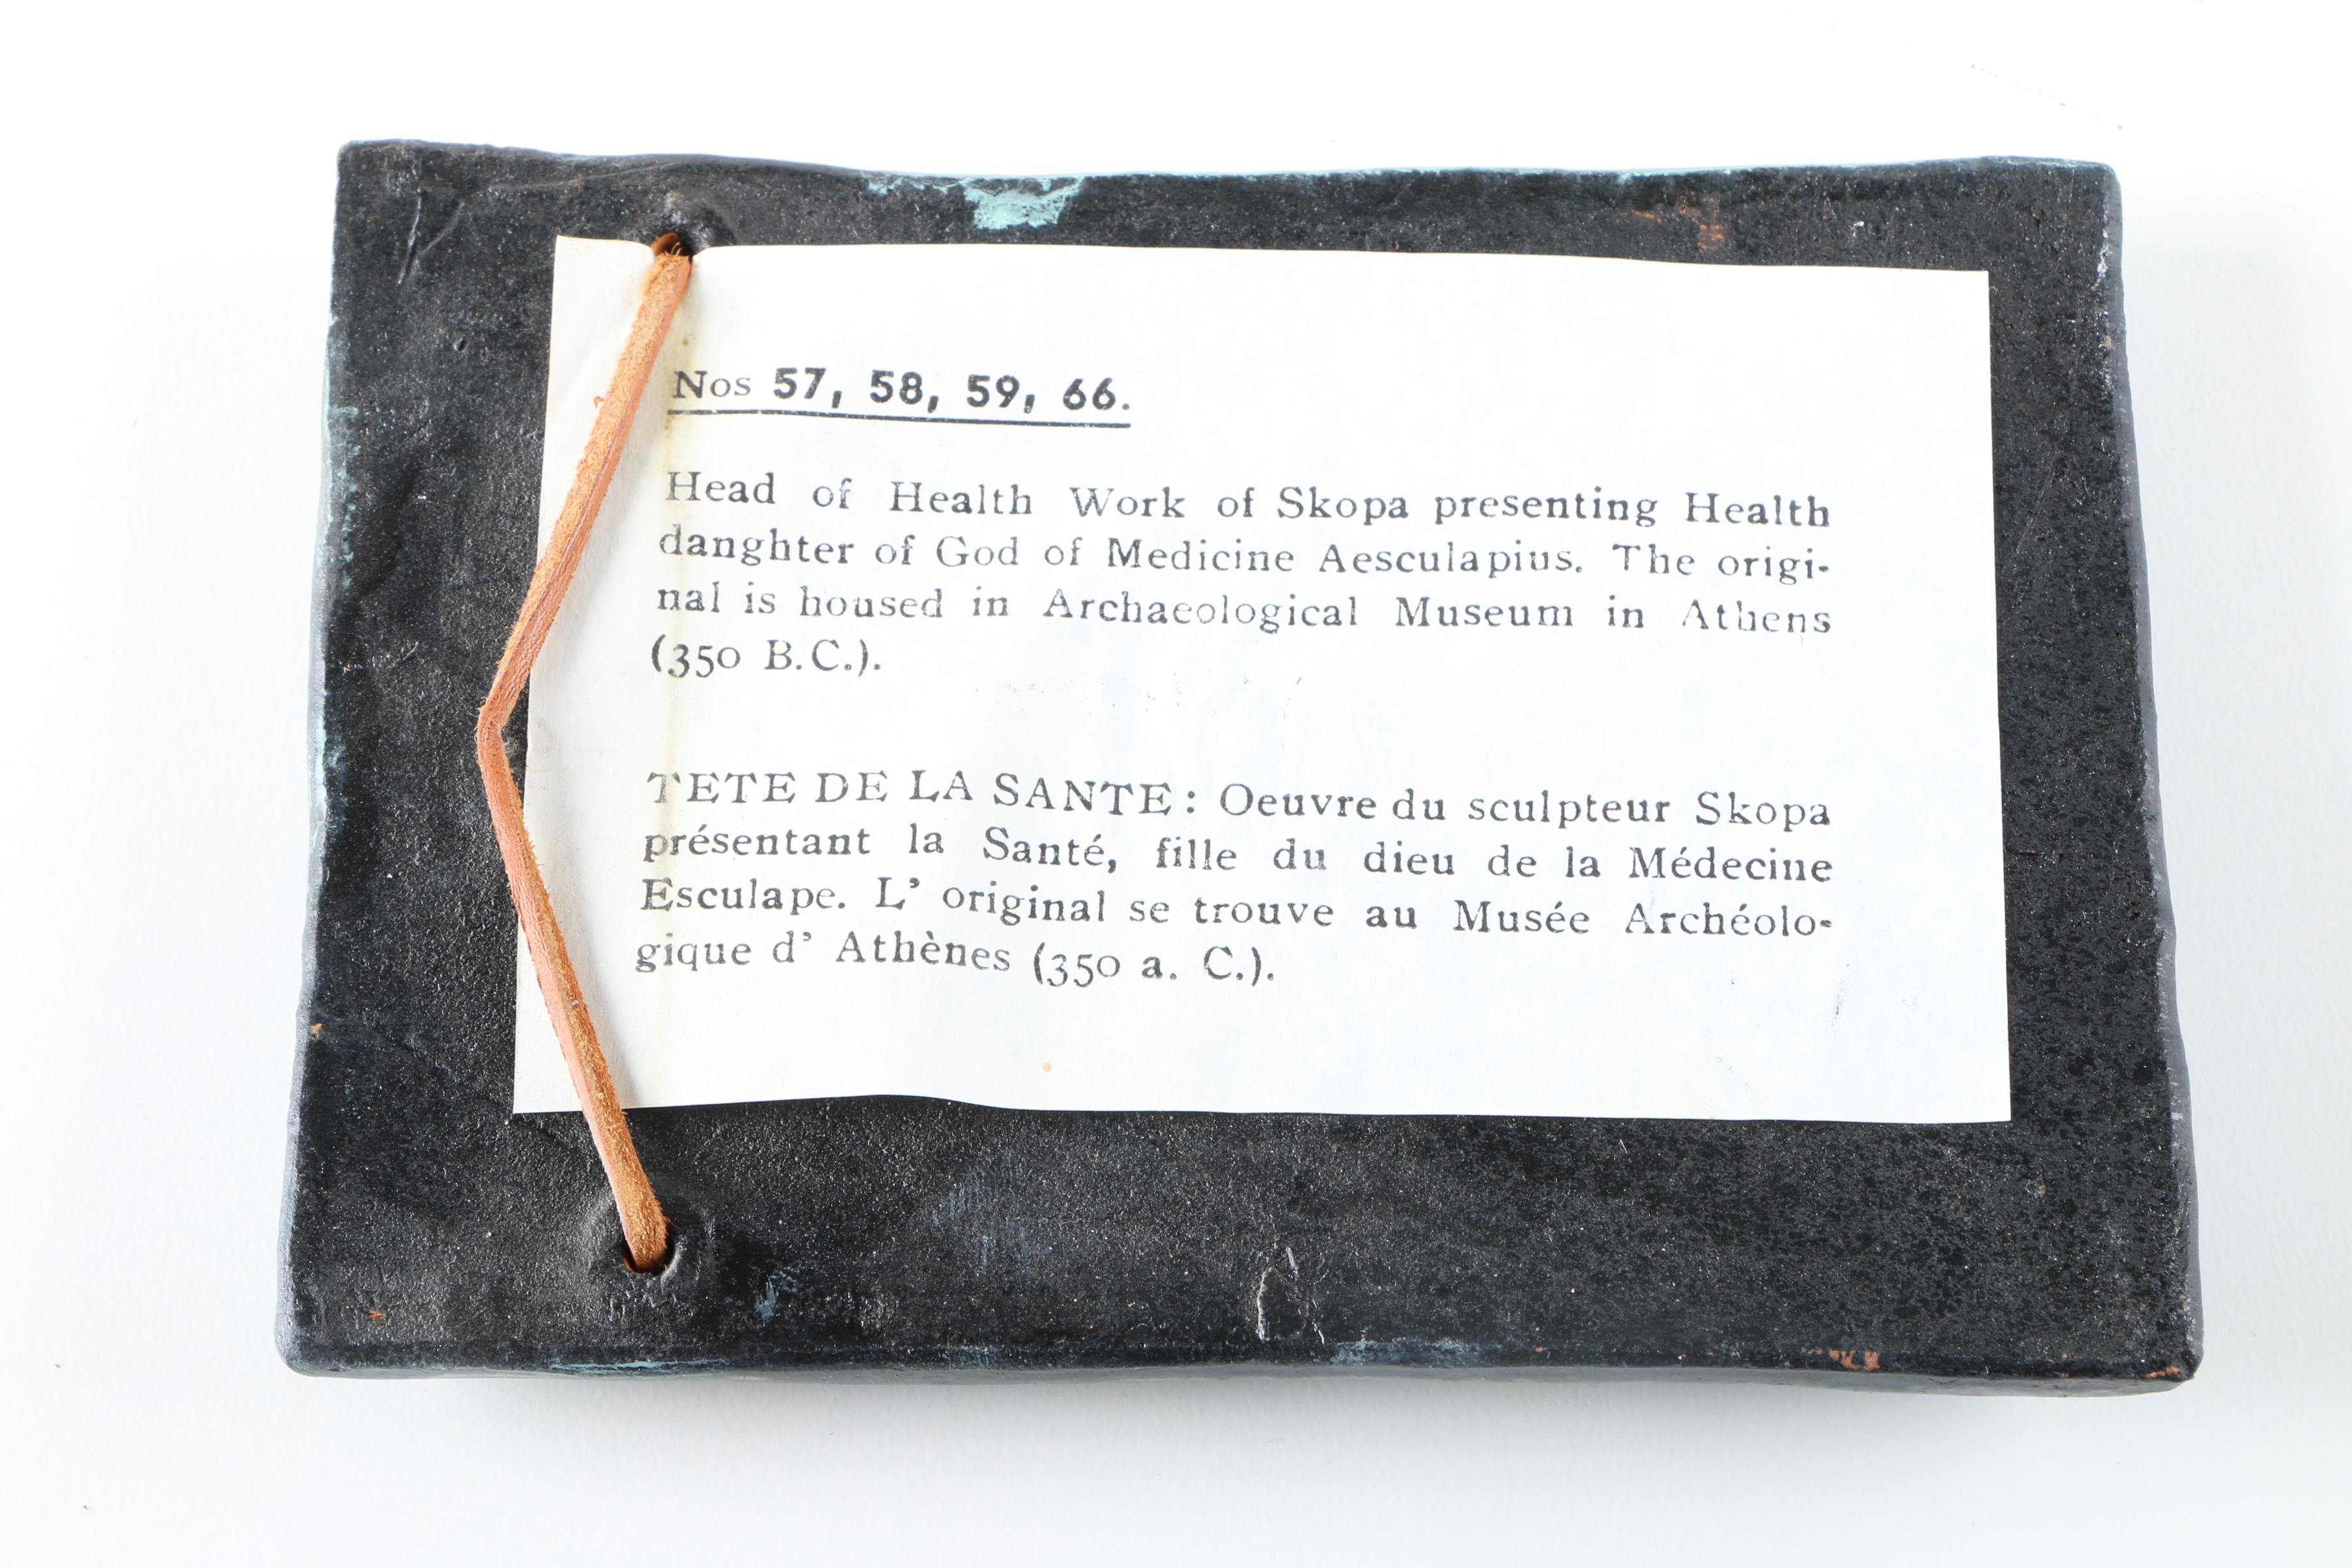 Nos 57, 58, 59, 66.
Head of Health Work of Skopa presenting Health
danghter of God of Medicine Aesculapius. The origi-
nal is housed in Archaeological Museum in Athens
(350 B.C.).
TETE DE LA SANTE: Oeuvre du sculpteur Skopa
présentant la Santé, fille du dieu de la Médecine
Esculape. L' original se trouve au Musée Archéolo-
gique d' Athènes (350 a. C.).